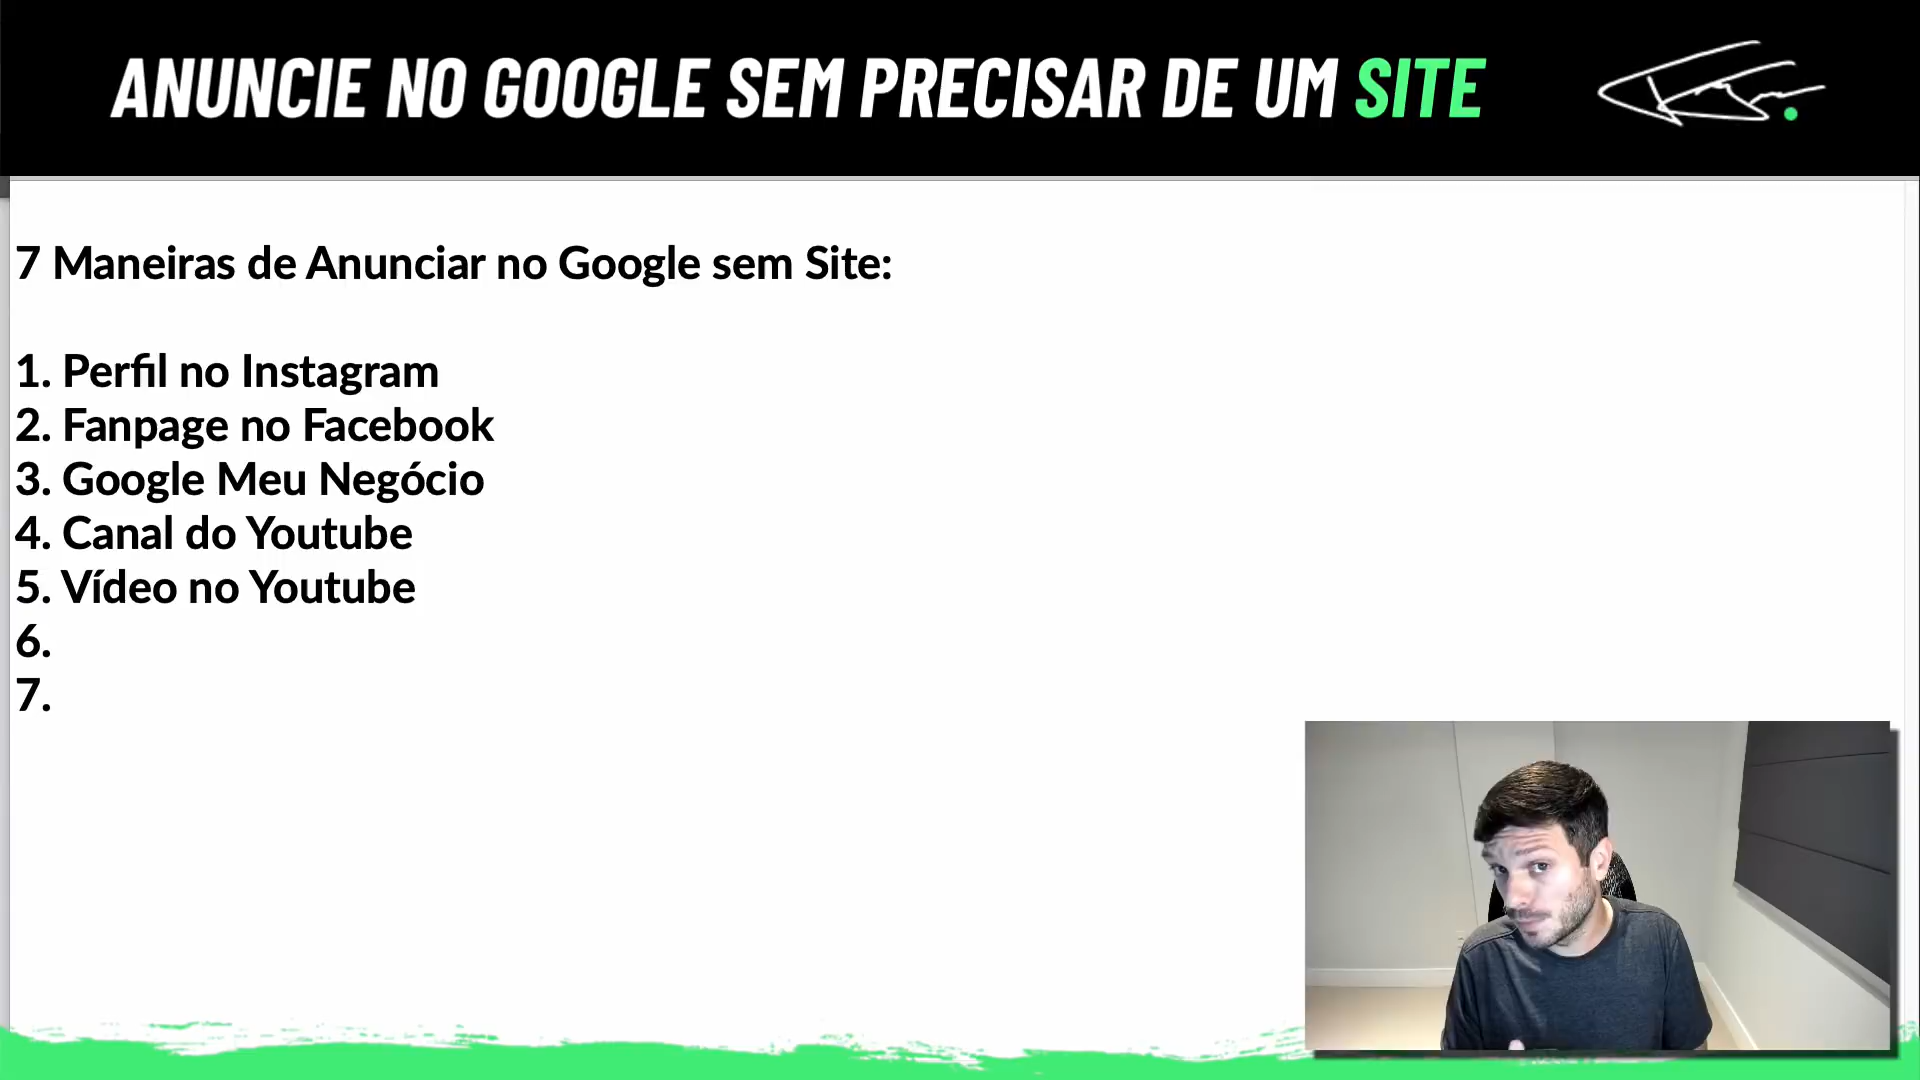 ANUNCIE NO GOOGLE SEM PRECISAR DE UM SITE
7 Maneiras de Anunciar no Google sem Site:
1. Perfil no Instagram
2. Fanpage no Facebook
3. Google Meu Negócio
4. Canal do Youtube
5. Vídeo no Youtube
6.
7.